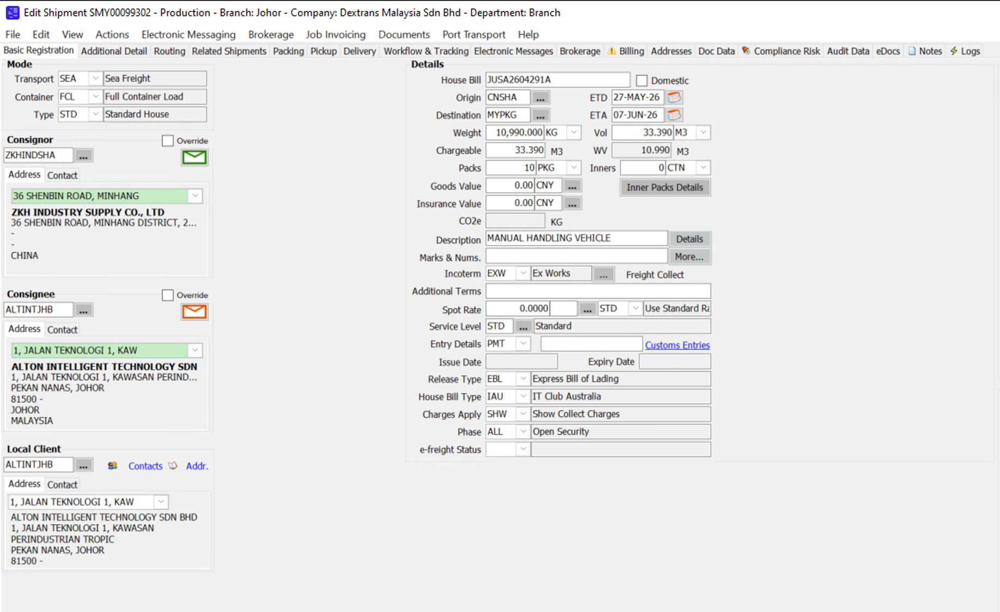 Edit Shipment SMY00099302 - Production - Branch: Johor - Company: Dextrans Malaysia Sdn Bhd - Department: Branch
File Edit View Actions Electronic Messaging Brokerage Job Invoicing Documents Port Transport Help
Basic Registration Additional Detail Routing Related Shipments Packing Pickup Delivery Workflow & Tracking Electronic Messages Brokerage Billing Addresses Doc Data Compliance Risk Audit Data eDocs Notes Logs
Mode
Transport SEA Sea Freight
Container FCL Full Container Load
Type STD Standard House
Consignor Override
ZKHINDSHA ...
Address Contact
36 SHENBIN ROAD, MINHANG
ZKH INDUSTRY SUPPLY CO., LTD
36 SHENBIN ROAD, MINHANG DISTRICT, 2...
-
-
CHINA
Consignee Override
ALTINTJHB ...
Address Contact
1, JALAN TEKNOLOGI 1, KAW
ALTON INTELLIGENT TECHNOLOGY SDN
1, JALAN TEKNOLOGI 1, KAWASAN PERIND...
PEKAN NANAS, JOHOR
81500 -
JOHOR
MALAYSIA
Local Client
ALTINTJHB ... Contacts Addr.
Address Contact
1, JALAN TEKNOLOGI 1, KAW
ALTON INTELLIGENT TECHNOLOGY SDN BHD
1, JALAN TEKNOLOGI 1, KAWASAN
PERINDUSTRIAN TROPIC
PEKAN NANAS, JOHOR
81500 -
Details
House Bill JUSA2604291A Domestic
Origin CNSHA ... ETD 27-MAY-26
Destination MYPKG ... ETA 07-JUN-26
Weight 10,990.000 KG Vol 33.390 M3
Chargeable 33.390 M3 WV 10.990 M3
Packs 10 PKG Inners 0 CTN
Goods Value 0.00 CNY ... Inner Packs Details
Insurance Value 0.00 CNY ...
CO2e KG
Description MANUAL HANDLING VEHICLE Details
Marks & Nums. More...
Incoterm EXW Ex Works ... Freight Collect
Additional Terms
Spot Rate 0.0000 ... STD Use Standard Ra
Service Level STD ... Standard
Entry Details PMT Customs Entries
Issue Date Expiry Date
Release Type EBL Express Bill of Lading
House Bill Type IAU IT Club Australia
Charges Apply SHW Show Collect Charges
Phase ALL Open Security
e-freight Status